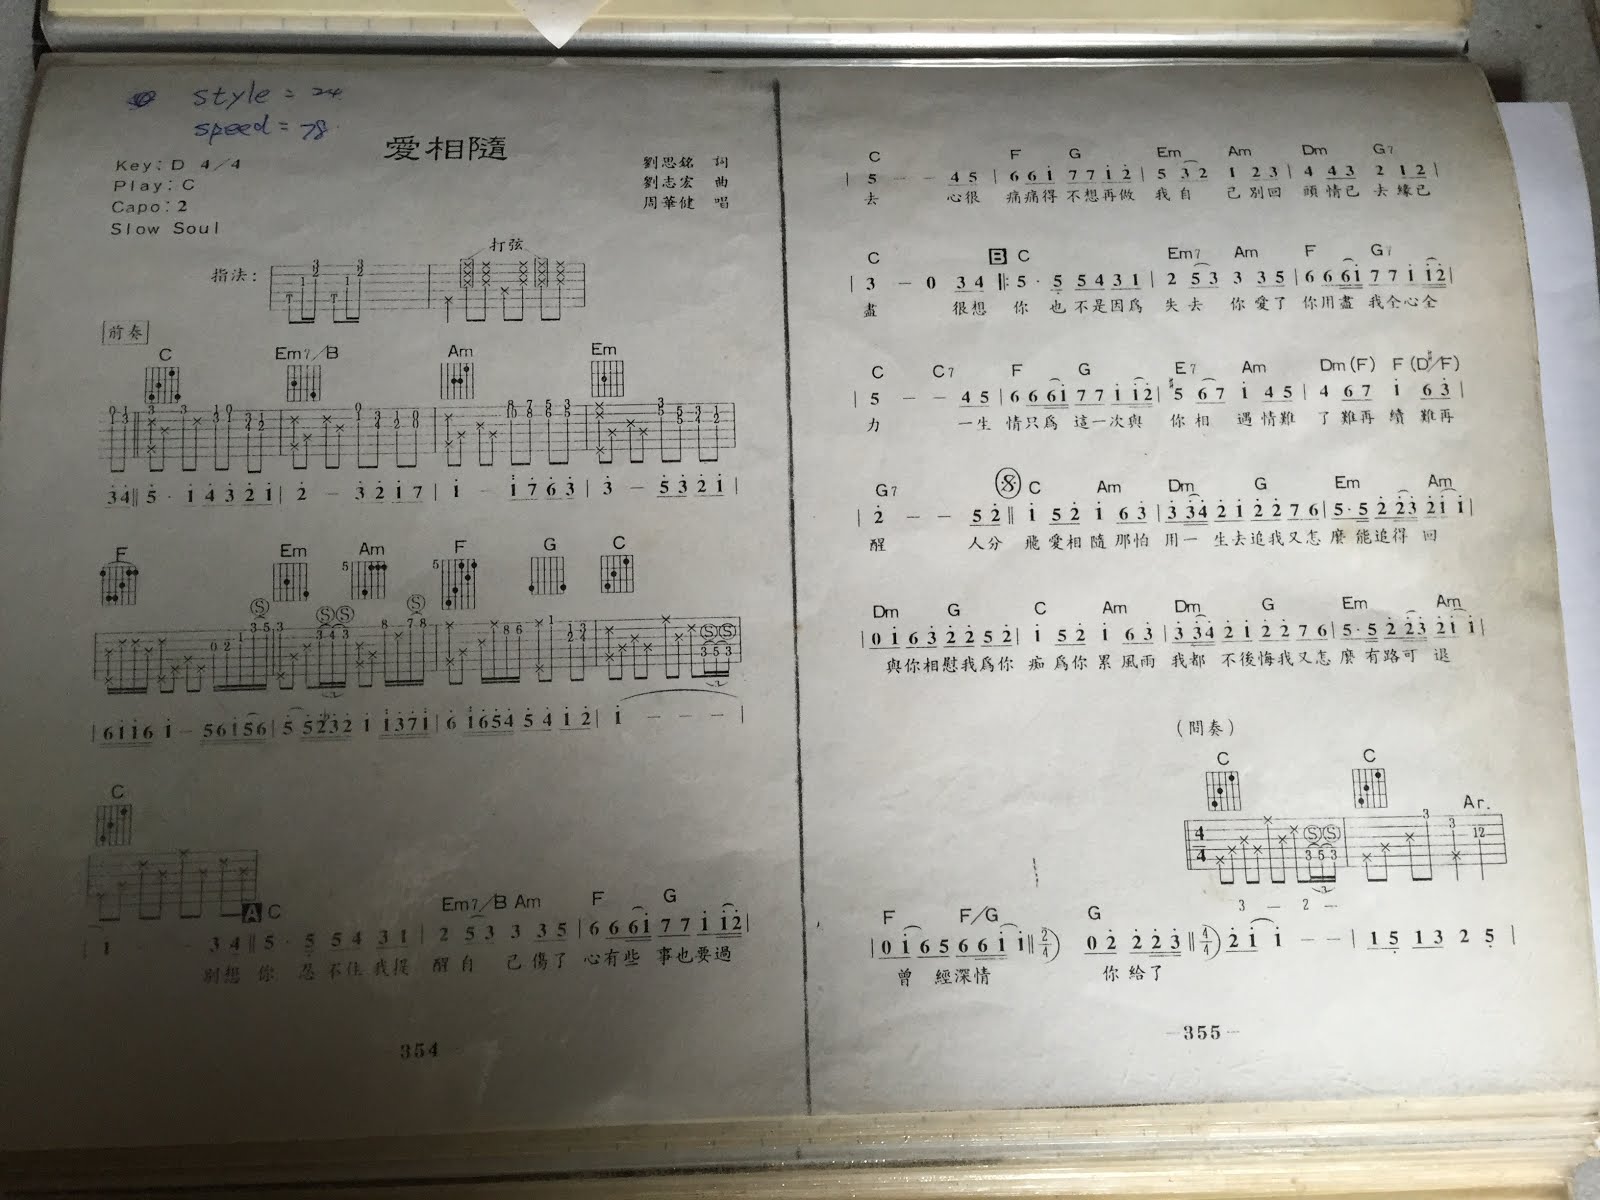 style = 24
speed = 78.
愛相隨
Key: D 4/4
Play: C
Capo: 2
Slow Soul
劉思銘 詞
劉志宏 曲
周華健 唱
打弦
指法:
前奏
C Em7/B Am Em
3 4 ‖ 5 · 1 4 3 2 1 | 2 － 3 2 1 7 | 1 － 1 7 6 3 | 3 － 5 3 2 1 |
F Em Am F G C
6 1 1 6 1 － 5 6 1 5 6 | 5 5 2 3 2 1 1 3 7 1 | 6 1 6 5 4 5 4 1 2 | 1 － － － |
C
A C Em7/B Am F G
3 4 ‖ 5 · 5 5 4 3 1 | 2 5 3 3 3 5 | 6 6 6 1 7 7 1 1 2 |
別想 你 忍不住我提 醒自 己傷了 心有些 事也要過
354
C F G Em Am Dm G7
| 5 － － 4 5 | 6 6 1 7 7 1 2 | 5 3 2 1 2 3 | 4 4 3 2 1 2 |
去 心很 痛痛得 不想再做 我自 己別回 頭情已 去緣已
C B C Em7 Am F G7
| 3 － 0 3 4 ‖: 5 · 5 5 4 3 1 | 2 5 3 3 3 5 | 6 6 6 1 7 7 1 1 2 |
盡 很想 你 也不是因為 失去 你愛了 你用盡 我全心全
C C7 F G E7 Am Dm (F) F (D#/F)
| 5 － － 4 5 | 6 6 6 1 7 7 1 1 2 | #5 6 7 1 4 5 | 4 6 7 1 6 3 |
力 一生 情只為 這一次與 你相 遇情難 了難再 續難再
G7 C Am Dm G Em Am
| 2 － － 5 2 ‖ 1 5 2 1 6 3 | 3 3 4 2 1 2 2 7 6 | 5 · 5 2 2 3 2 1 1 |
醒 人分 飛愛相隨那怕 用一 生去追我又怎 麼能追得 回
Dm G C Am Dm G Em Am
| 0 1 6 3 2 2 5 2 | 1 5 2 1 6 3 | 3 3 4 2 1 2 2 7 6 | 5 · 5 2 2 3 2 1 1 |
與你相慰我為你 痴為你累風雨 我都 不後悔我又怎 麼有路可 退
(間奏)
C C
Ar.
3 － 2 － －
F F/G G
| 0 1 6 5 6 6 1 1 ‖ 2/4) 0 2 2 2 3 ‖ 4/4) 2 1 1 － － | 1 5 1 3 2 5 |
曾 經深情 你給了
－355－